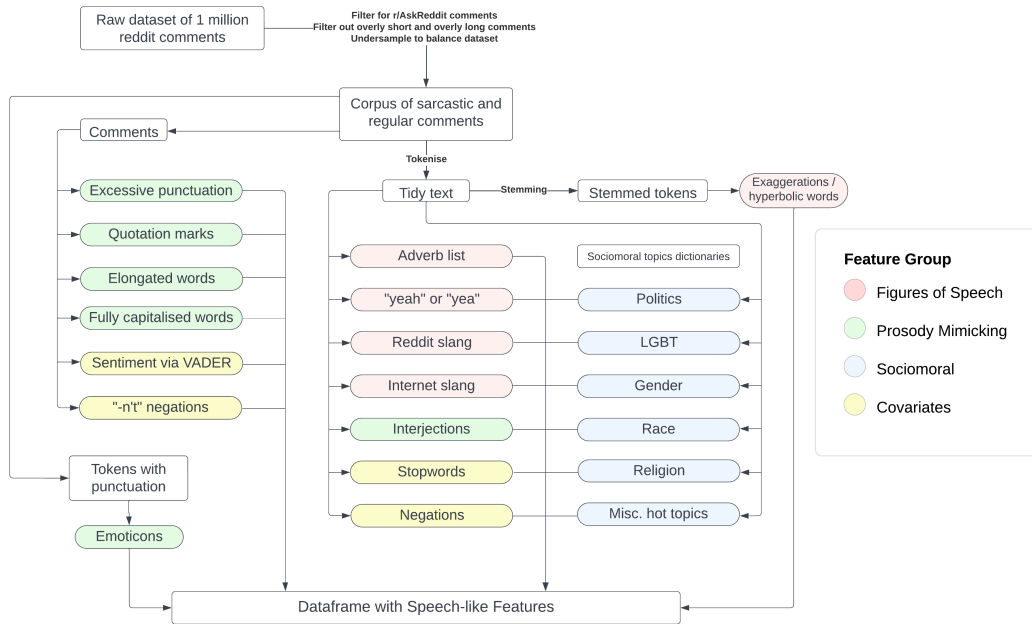 Raw dataset of 1 million
reddit comments
Filter for r/AskReddit comments
Filter out overly short and overly long comments
Undersample to balance dataset
Corpus of sarcastic and
regular comments
Comments
Tokenise
Excessive punctuation
Quotation marks
Elongated words
Fully capitalised words
Sentiment via VADER
"-n't" negations
Tokens with
punctuation
Emoticons
Tidy text
Stemming
Stemmed tokens
Exaggerations /
hyperbolic words
Adverb list
"yeah" or "yea"
Reddit slang
Internet slang
Interjections
Stopwords
Negations
Sociomoral topics dictionaries
Politics
LGBT
Gender
Race
Religion
Misc. hot topics
Dataframe with Speech-like Features
Feature Group
Figures of Speech
Prosody Mimicking
Sociomoral
Covariates